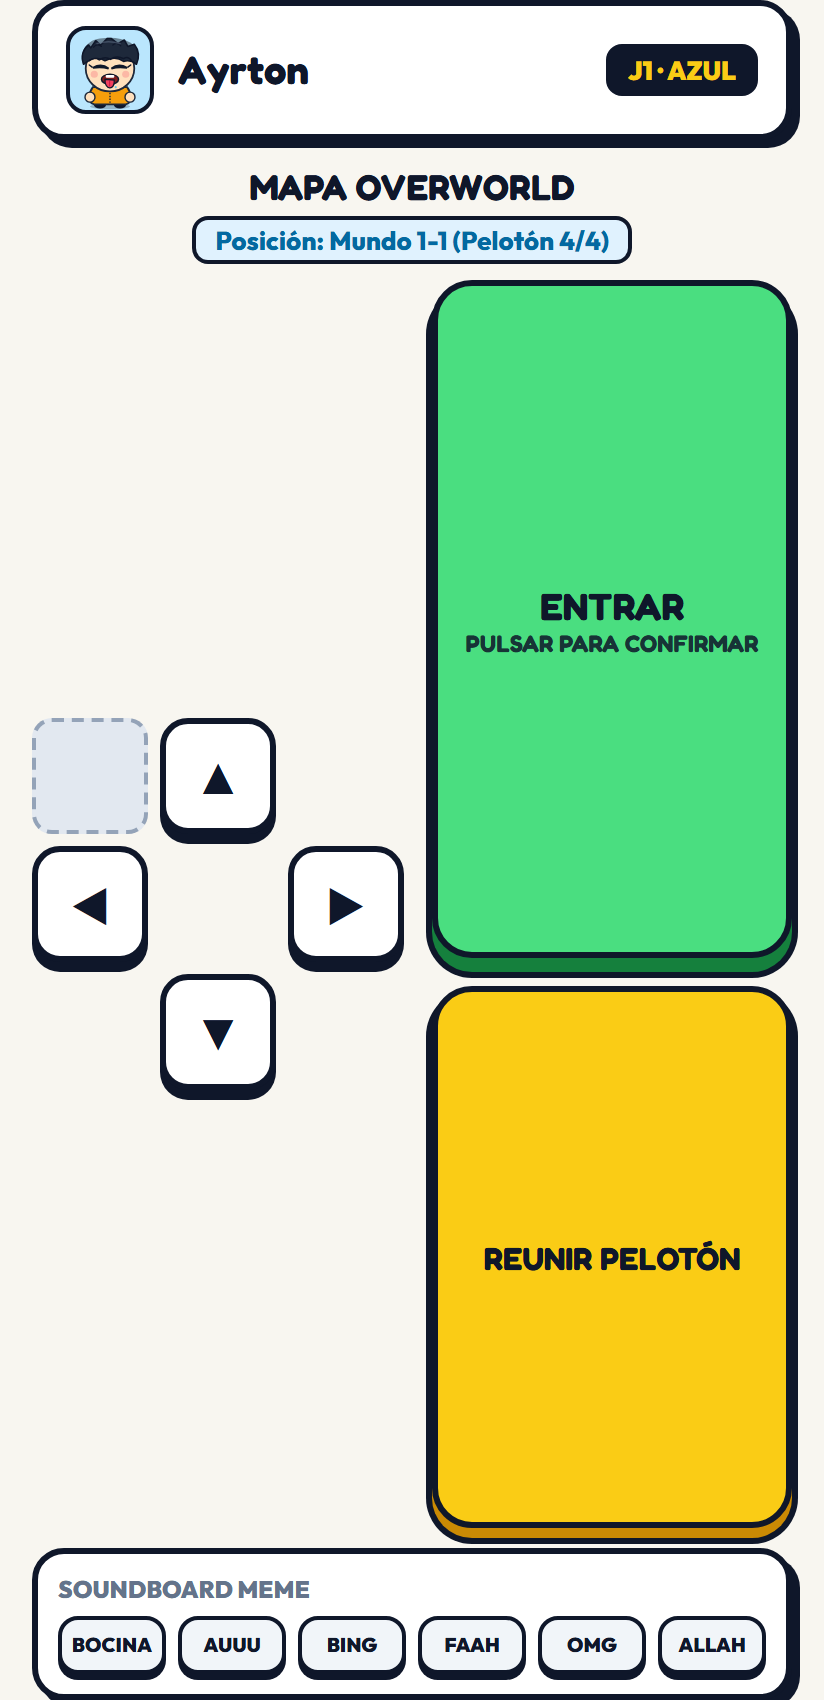 Ayrton
J1 · AZUL
MAPA OVERWORLD
Posición: Mundo 1-1 (Pelotón 4/4)
ENTRAR
PULSAR PARA CONFIRMAR
▲
◀ ▶
▼
REUNIR PELOTÓN
SOUNDBOARD MEME
BOCINA AUUU BING FAAH OMG ALLAH